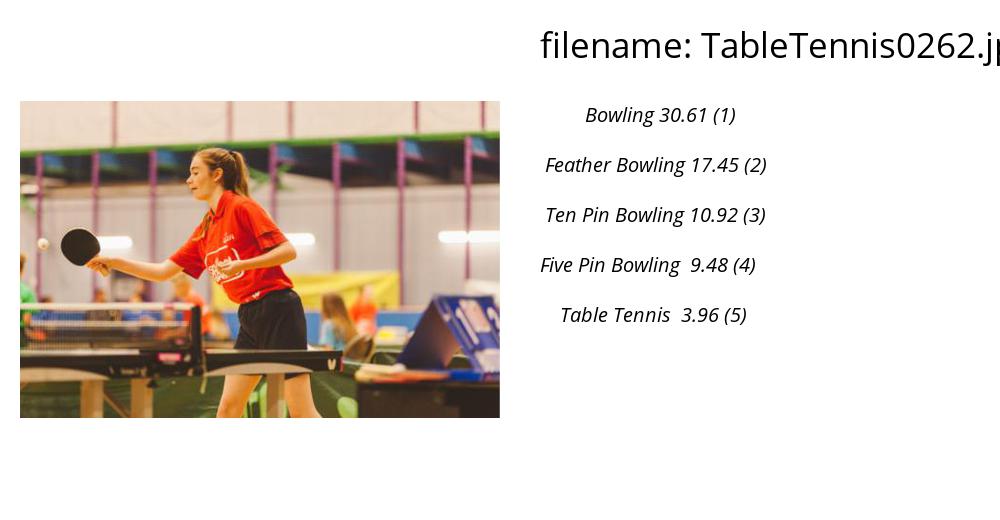 filename: TableTennis0262.jp
Bowling 30.61 (1)
Feather Bowling 17.45 (2)
Ten Pin Bowling 10.92 (3)
Five Pin Bowling 9.48 (4)
Table Tennis 3.96 (5)